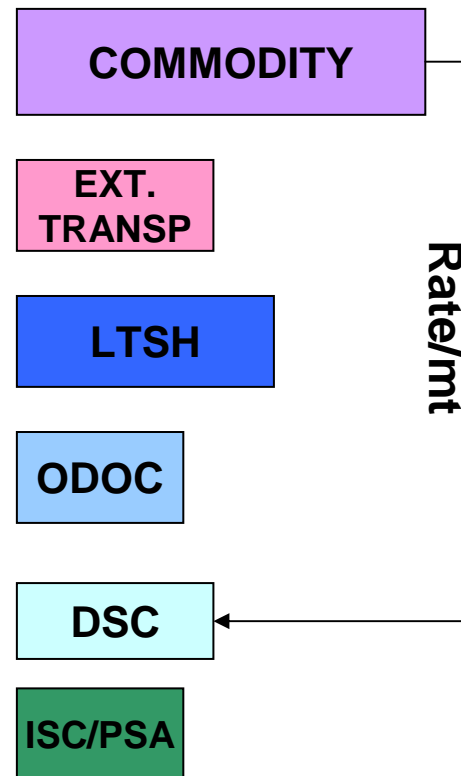 COMMODITY
EXT.
TRANSP
Rate/mt
LTSH
ODOC
DSC
ISC/PSA